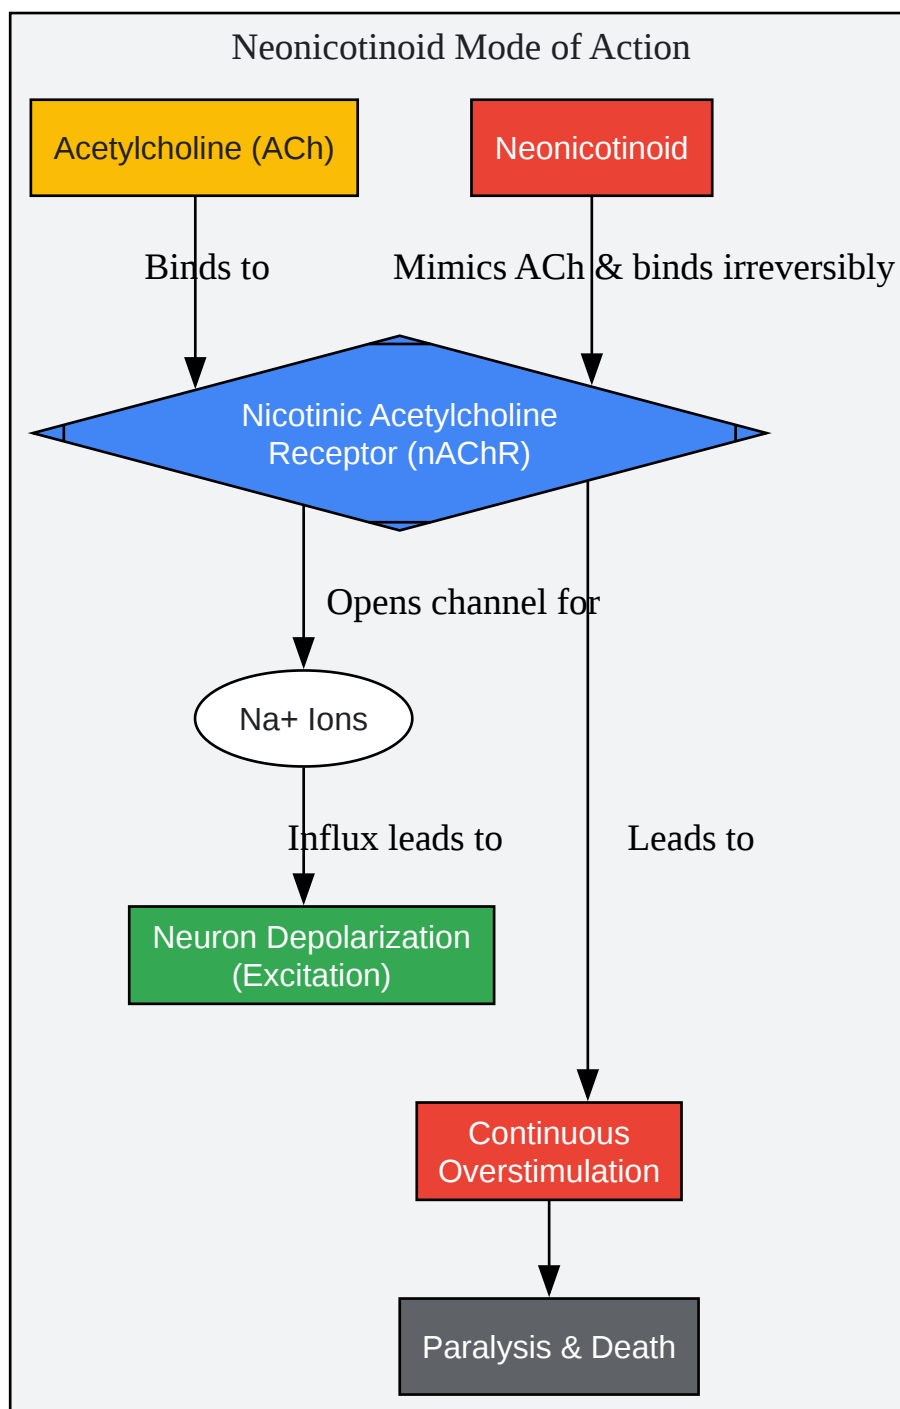 Neonicotinoid Mode of Action
Acetylcholine (ACh)
Neonicotinoid
Binds to
Mimics ACh & binds irreversibly
Nicotinic Acetylcholine
Receptor (nAChR)
Opens channel for
Na+ Ions
Influx leads to
Leads to
Neuron Depolarization
(Excitation)
Continuous
Overstimulation
Paralysis & Death